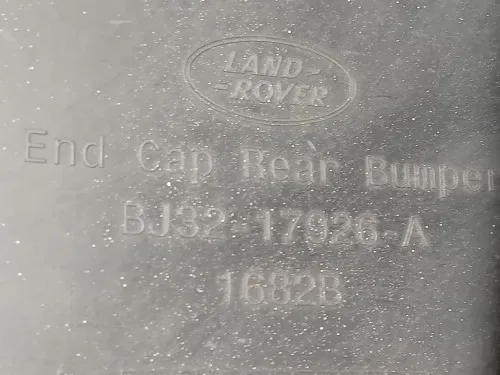 LAND-
-ROVER
End Cap Rear Bumper
BJ32-17926-A
1682B